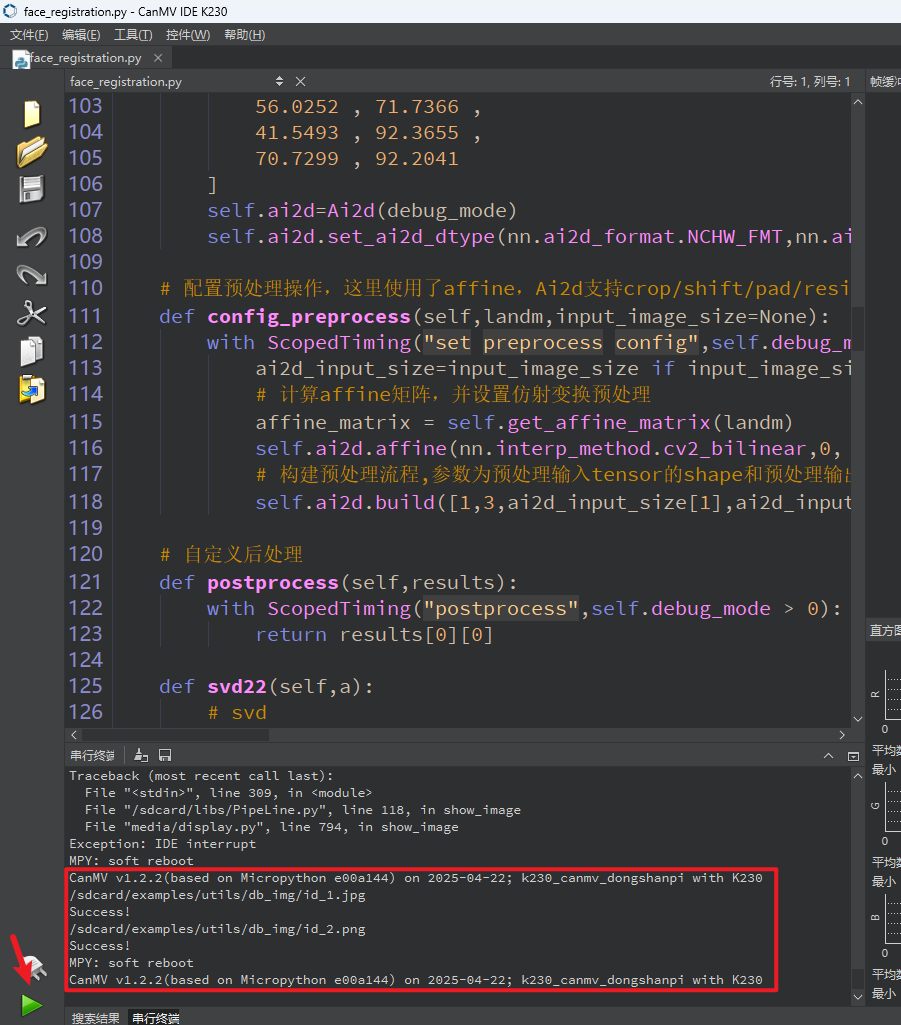 face_registration.py - CanMV IDE K230
文件(F) 编辑(E) 工具(T) 控件(W) 帮助(H)
face_registration.py
face_registration.py 行号: 1, 列号: 1 帧缓冲
103 56.0252 , 71.7366 ,
104 41.5493 , 92.3655 ,
105 70.7299 , 92.2041
106 ]
107 self.ai2d=Ai2d(debug_mode)
108 self.ai2d.set_ai2d_dtype(nn.ai2d_format.NCHW_FMT,nn.ai
109
110 # 配置预处理操作，这里使用了affine，Ai2d支持crop/shift/pad/resi
111 def config_preprocess(self,landm,input_image_size=None):
112 with ScopedTiming("set preprocess config",self.debug_m
113 ai2d_input_size=input_image_size if input_image_si
114 # 计算affine矩阵，并设置仿射变换预处理
115 affine_matrix = self.get_affine_matrix(landm)
116 self.ai2d.affine(nn.interp_method.cv2_bilinear,0,
117 # 构建预处理流程,参数为预处理输入tensor的shape和预处理输出
118 self.ai2d.build([1,3,ai2d_input_size[1],ai2d_input
119
120 # 自定义后处理
121 def postprocess(self,results):
122 with ScopedTiming("postprocess",self.debug_mode > 0):
123 return results[0][0]
124
125 def svd22(self,a):
126 # svd
直方图
R
0
平均数
最小
G
0
平均数
最小
B
0
平均数
最小
串行终端
Traceback (most recent call last):
File "<stdin>", line 309, in <module>
File "/sdcard/libs/PipeLine.py", line 118, in show_image
File "media/display.py", line 794, in show_image
Exception: IDE interrupt
MPY: soft reboot
CanMV v1.2.2(based on Micropython e00a144) on 2025-04-22; k230_canmv_dongshanpi with K230
/sdcard/examples/utils/db_img/id_1.jpg
Success!
/sdcard/examples/utils/db_img/id_2.png
Success!
MPY: soft reboot
CanMV v1.2.2(based on Micropython e00a144) on 2025-04-22; k230_canmv_dongshanpi with K230
搜索结果 串行终端